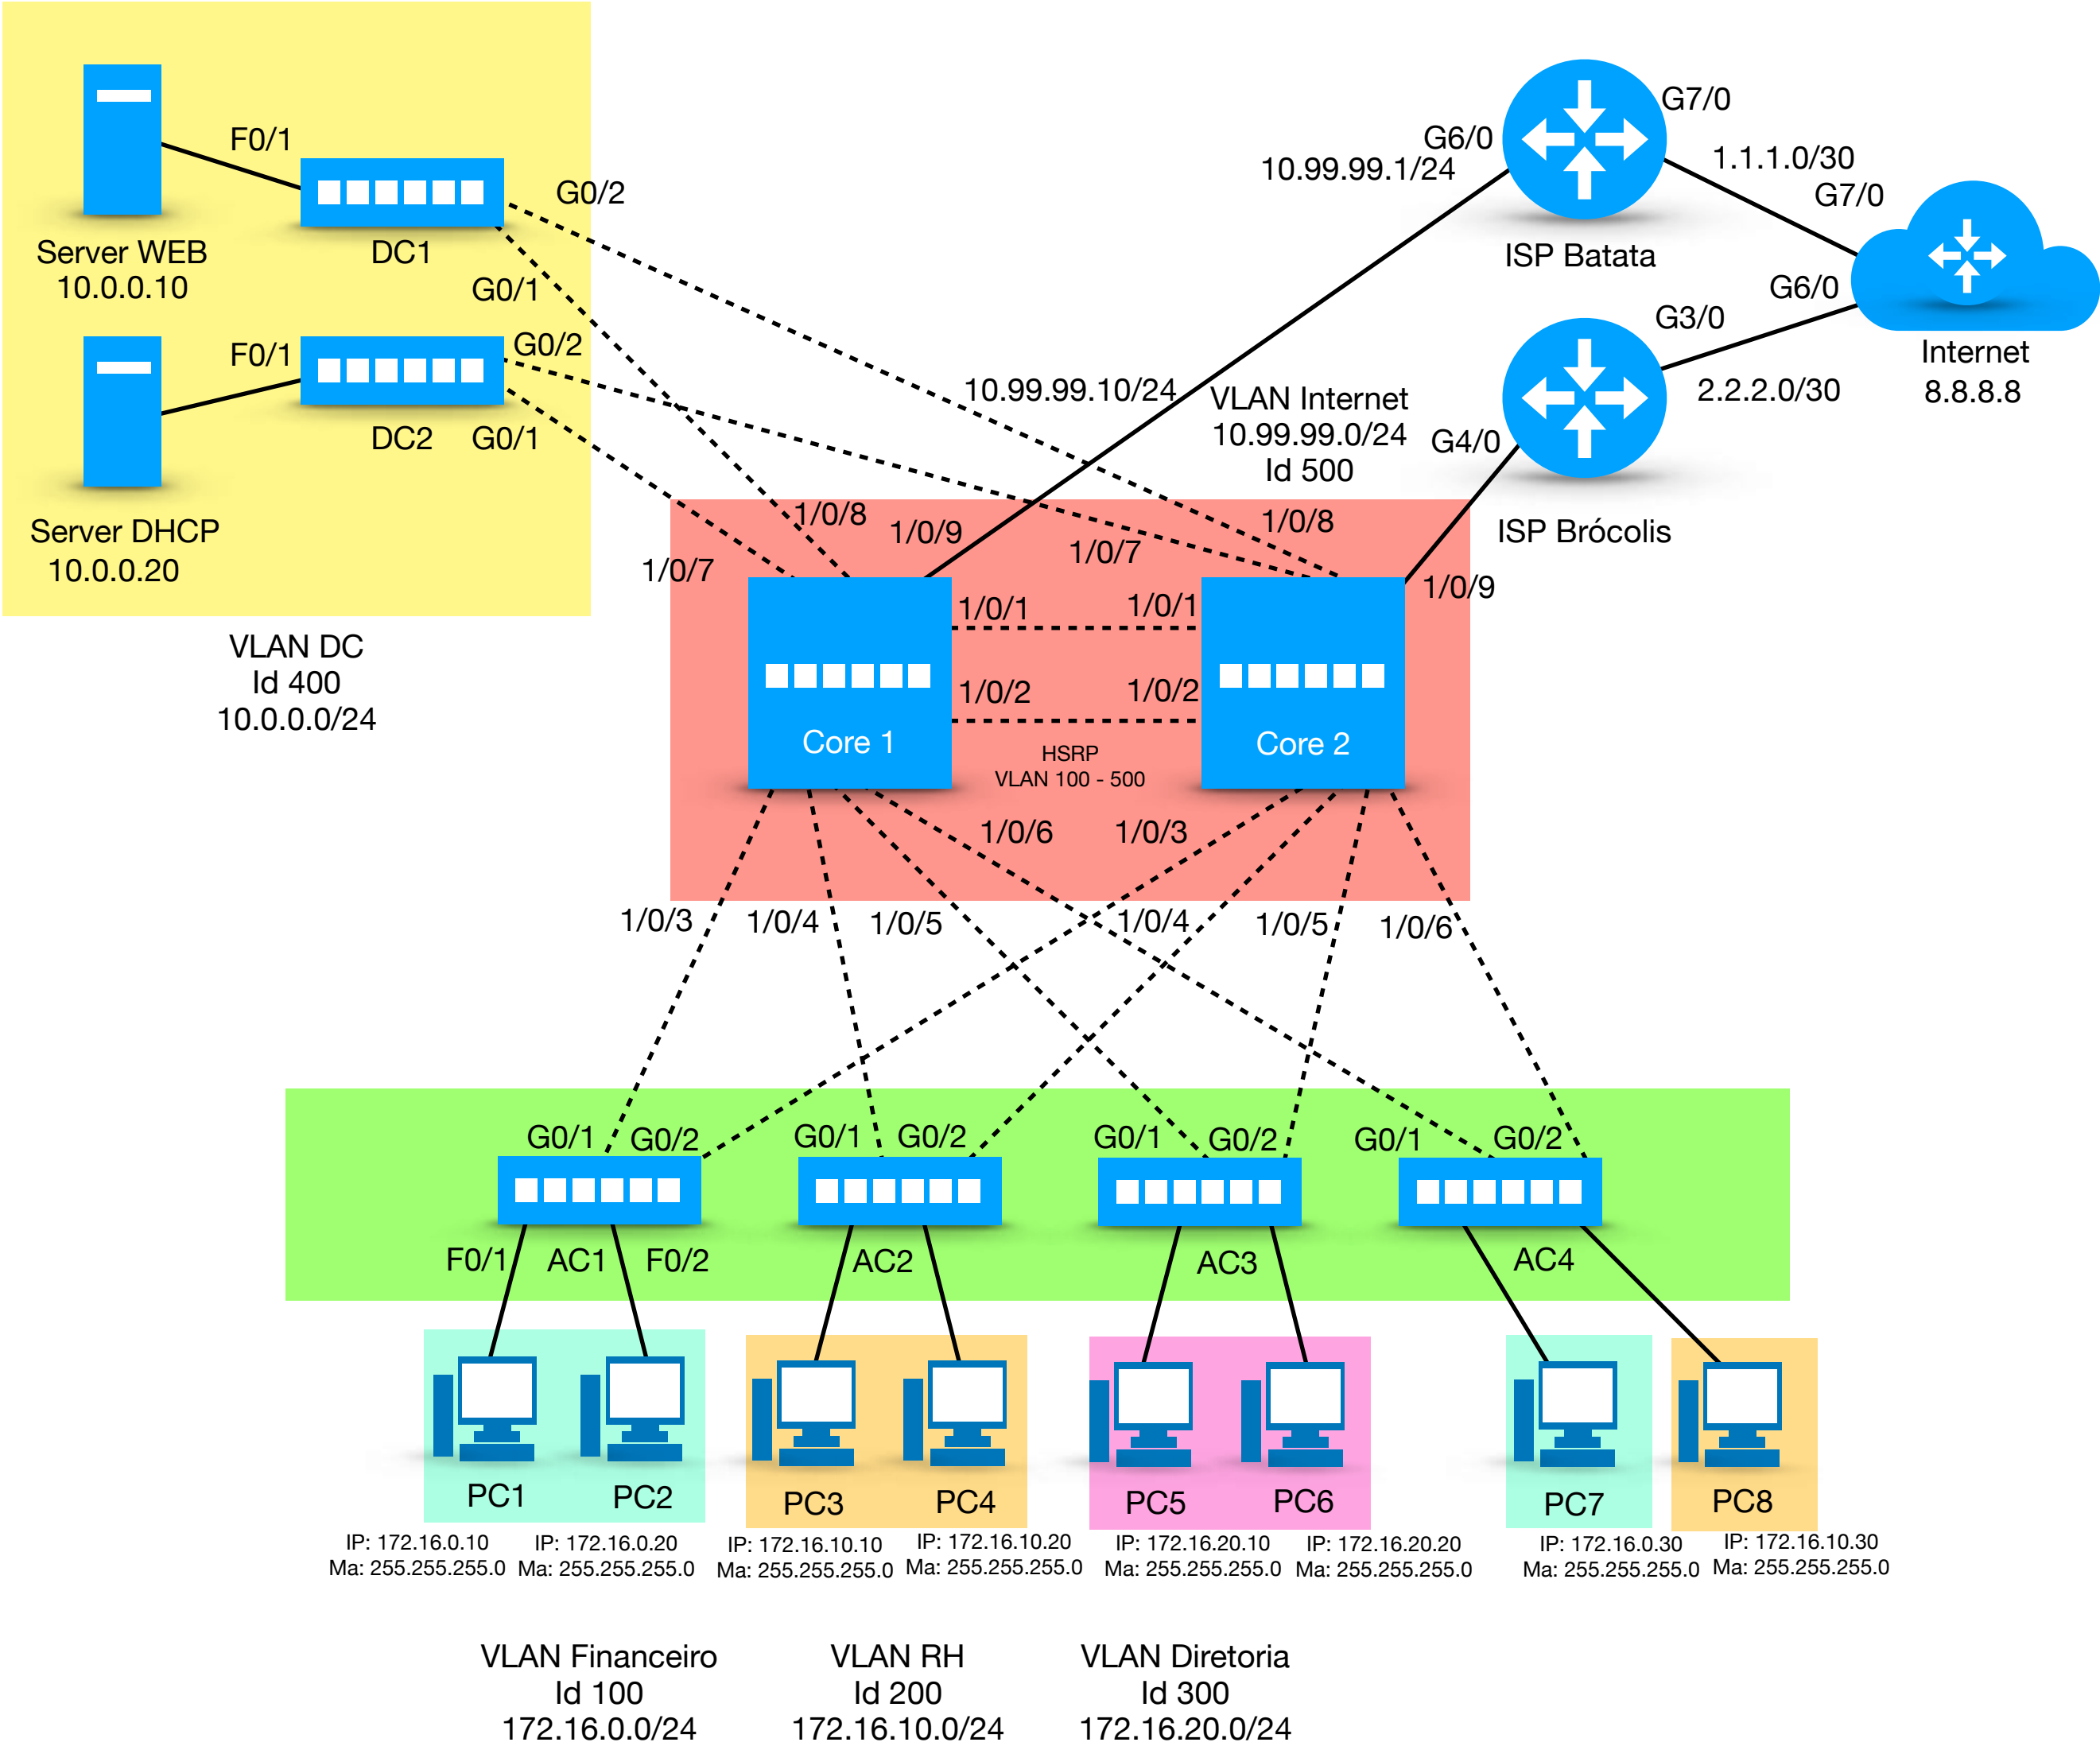 F0/1
G0/2
Server WEB
10.0.0.10
DC1
G0/1
F0/1
G0/2
DC2
G0/1
Server DHCP
10.0.0.20
VLAN DC
Id 400
10.0.0.0/24
G7/0
G6/0
10.99.99.1/24
1.1.1.0/30
G7/0
ISP Batata
G6/0
G3/0
Internet
8.8.8.8
2.2.2.0/30
10.99.99.10/24
VLAN Internet
10.99.99.0/24
Id 500
G4/0
ISP Brócolis
1/0/8
1/0/9
1/0/8
1/0/7
1/0/7
1/0/9
1/0/1
1/0/1
1/0/2
1/0/2
Core 1
Core 2
HSRP
VLAN 100 - 500
1/0/6
1/0/3
1/0/3
1/0/4
1/0/5
1/0/4
1/0/5
1/0/6
G0/1
G0/2
G0/1
G0/2
G0/1
G0/2
G0/1
G0/2
F0/1
AC1
F0/2
AC2
AC3
AC4
PC1
PC2
PC3
PC4
PC5
PC6
PC7
PC8
IP: 172.16.0.10
Ma: 255.255.255.0
IP: 172.16.0.20
Ma: 255.255.255.0
IP: 172.16.10.10
Ma: 255.255.255.0
IP: 172.16.10.20
Ma: 255.255.255.0
IP: 172.16.20.10
Ma: 255.255.255.0
IP: 172.16.20.20
Ma: 255.255.255.0
IP: 172.16.0.30
Ma: 255.255.255.0
IP: 172.16.10.30
Ma: 255.255.255.0
VLAN Financeiro
Id 100
172.16.0.0/24
VLAN RH
Id 200
172.16.10.0/24
VLAN Diretoria
Id 300
172.16.20.0/24